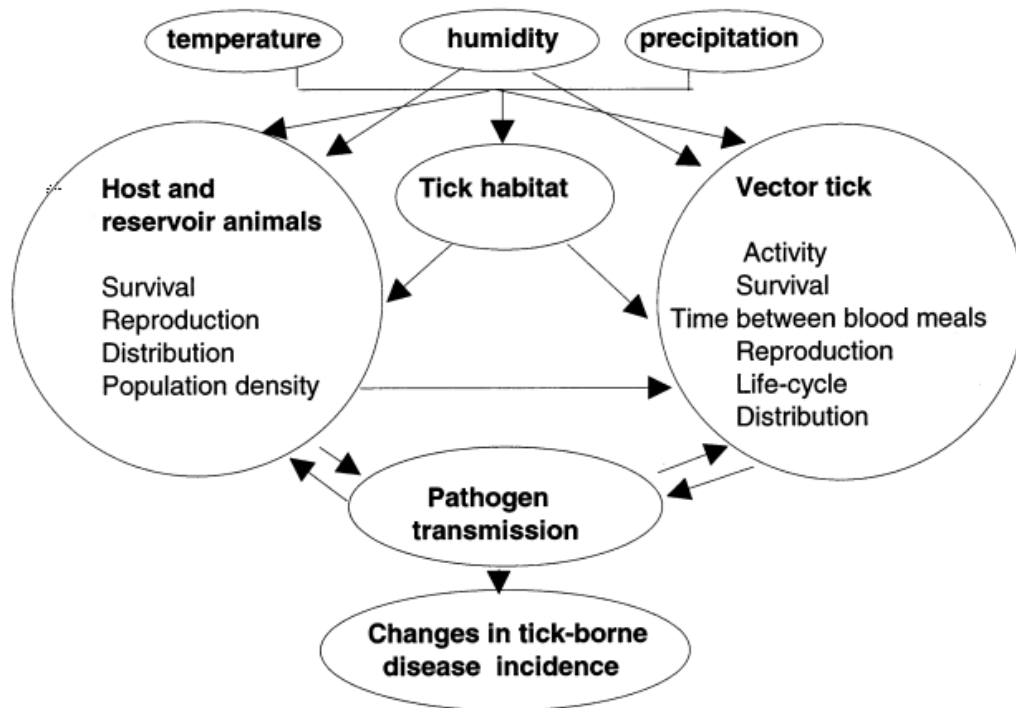 temperature
humidity
precipitation
Host and
reservoir animals
Survival
Reproduction
Distribution
Population density
Tick habitat
Vector tick
Activity
Survival
Time between blood meals
Reproduction
Life-cycle
Distribution
Pathogen
transmission
Changes in tick-borne
disease incidence